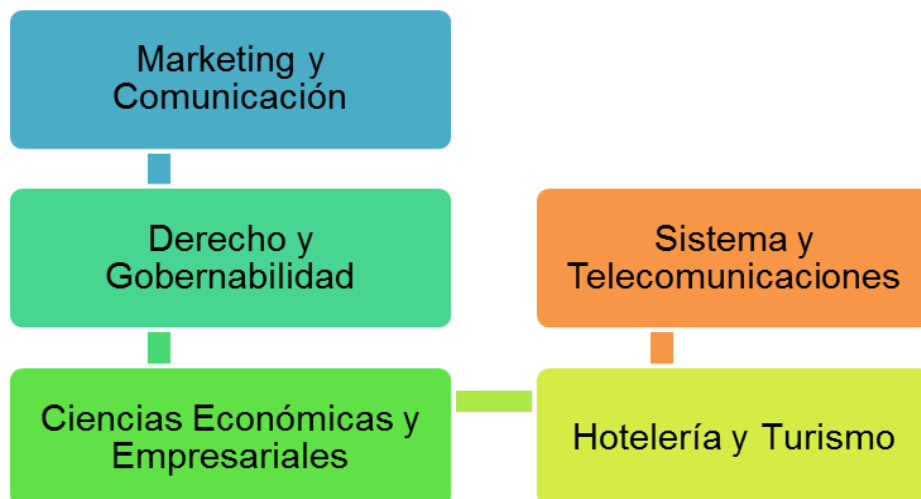 Marketing y
Comunicación
Derecho y
Gobernabilidad
Ciencias Económicas y
Empresariales
Hotelería y Turismo
Sistema y
Telecomunicaciones